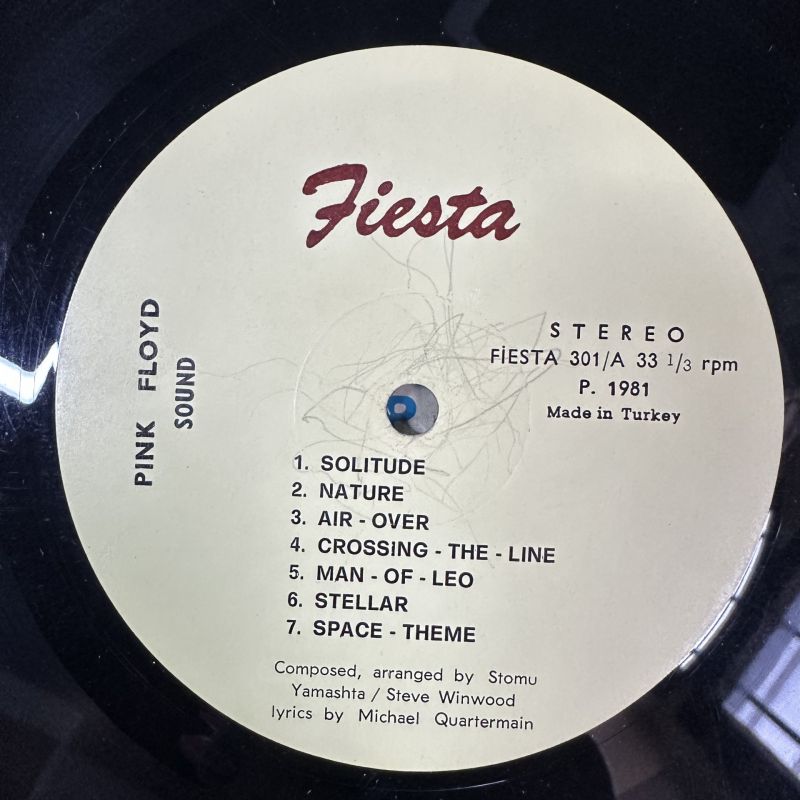 Fiesta
PINK FLOYD
SOUND
STEREO
FİESTA 301/A 33 1/3 rpm
P. 1981
Made in Turkey
1. SOLITUDE
2. NATURE
3. AIR - OVER
4. CROSSING - THE - LINE
5. MAN - OF - LEO
6. STELLAR
7. SPACE - THEME
Composed, arranged by Stomu
Yamashta / Steve Winwood
lyrics by Michael Quartermain